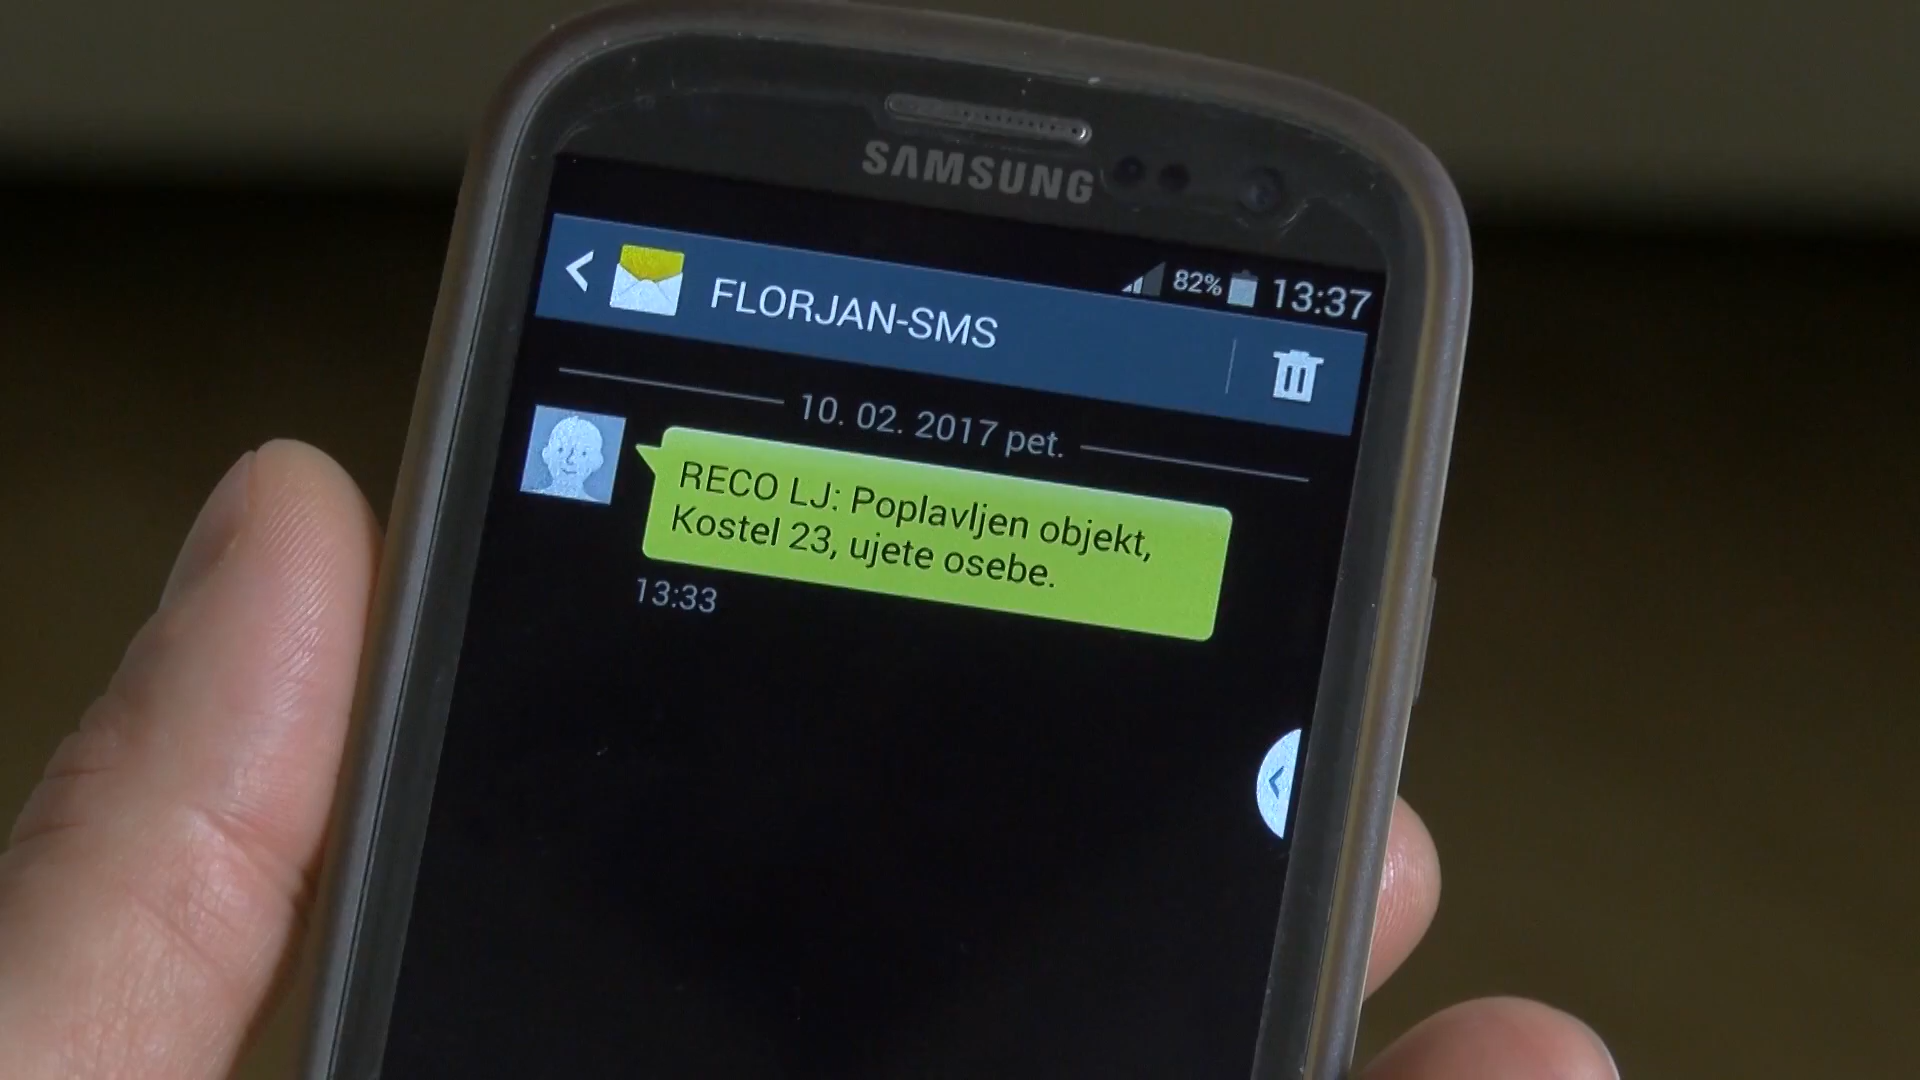 SAMSUNG
82% 13:37
FLORJAN-SMS
10. 02. 2017 pet.
RECO LJ: Poplavljen objekt,
Kostel 23, ujete osebe.
13:33